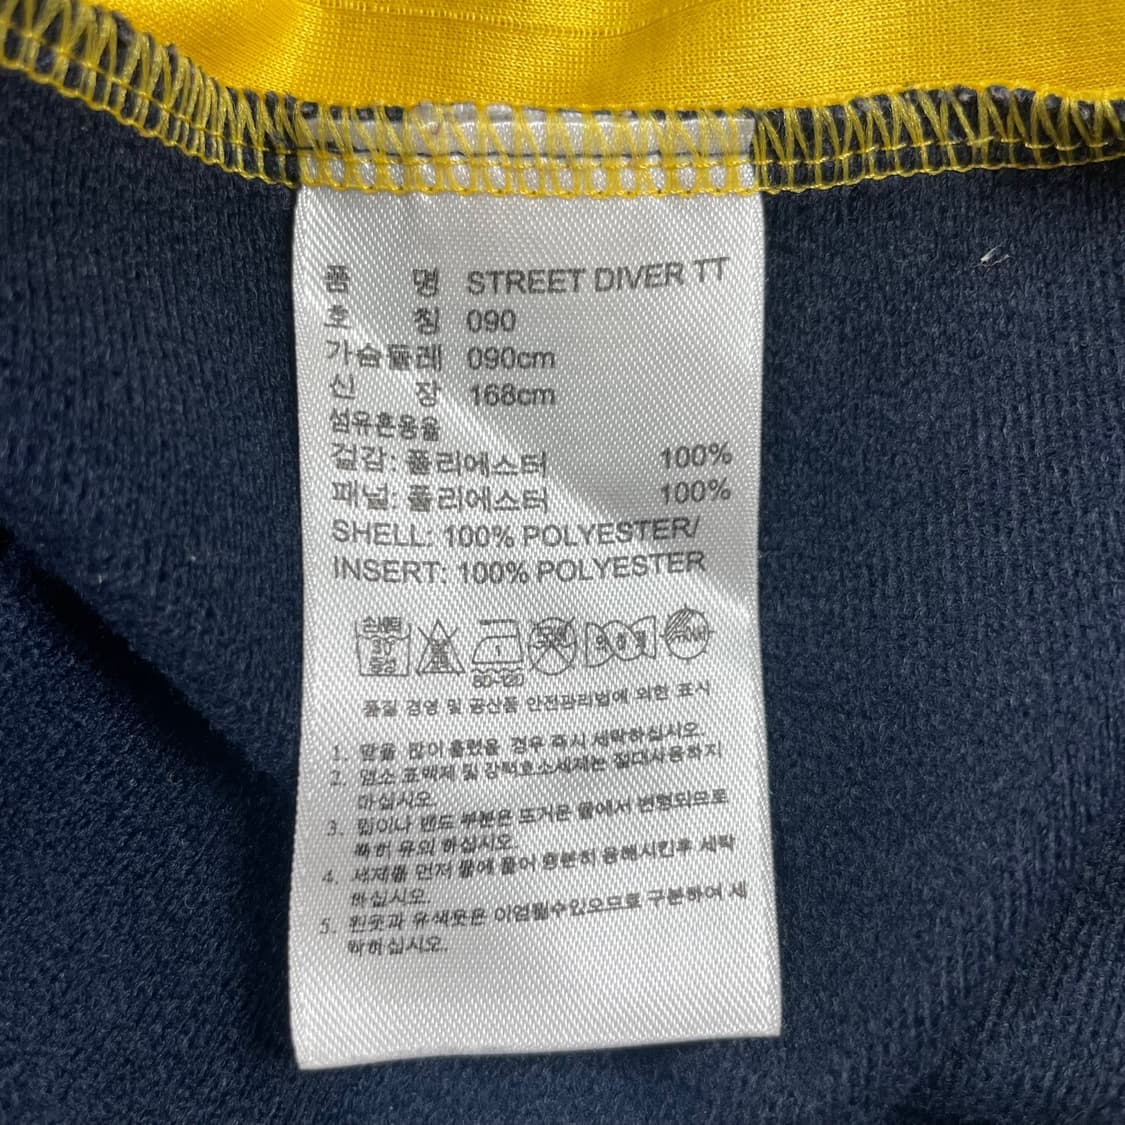 품 명 STREET DIVER TT
호 칭 090
가슴둘레 090cm
신 장 168cm
섬유혼용율
겉감: 폴리에스터 100%
패널: 폴리에스터 100%
SHELL: 100% POLYESTER/
INSERT: 100% POLYESTER
손세탁
30
중성
80-120
품질 경영 및 공산품 안전관리법에 의한 표시
1. 땀을 많이 흘렸을 경우 즉시 세탁하십시오.
2. 염소 표백제 및 강력효소세제는 절대사용하지
마십시오.
3. 립이나 밴드 부분은 뜨거운 물에서 변형되므로
특히 유의 하십시오.
4. 세제를 먼저 물에 풀어 충분히 용해시킨후 세탁
하십시오.
5. 흰옷과 유색옷은 이염될수있으므로 구분하여 세
탁하십시오.